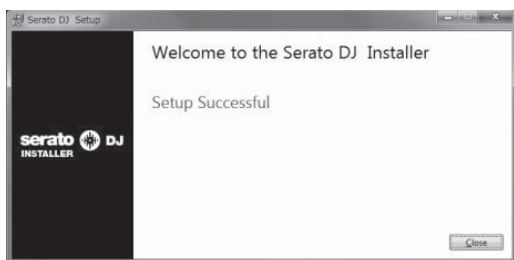 Serato DJ Setup
Welcome to the Serato DJ Installer
Setup Successful
serato DJ
INSTALLER
Close